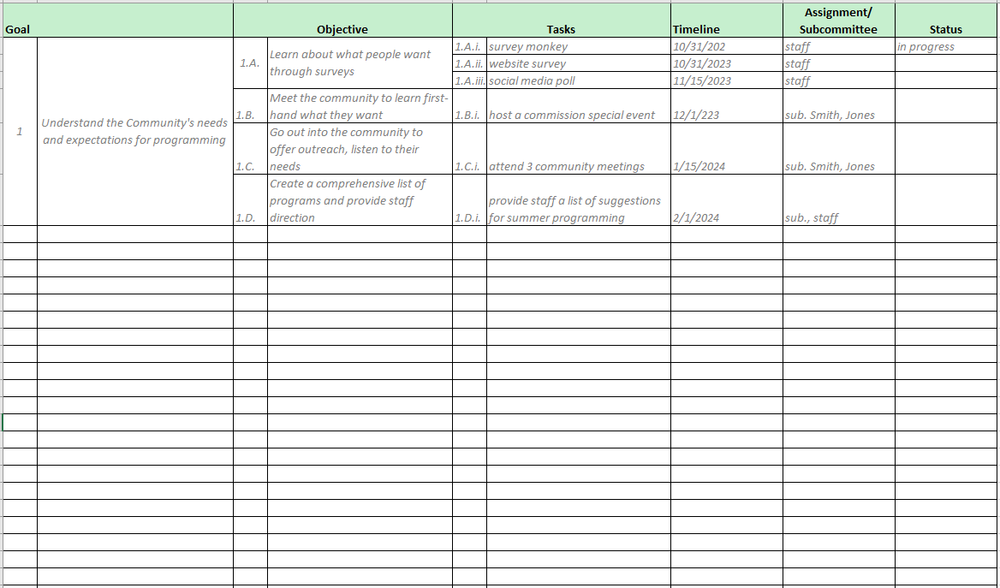 Goal Objective Tasks Timeline Assignment/
Subcommittee Status
1 Understand the Community's needs
and expectations for programming
1.A. Learn about what people want
through surveys
1.A.i. survey monkey 10/31/202 staff in progress
1.A.ii. website survey 10/31/2023 staff
1.A.iii. social media poll 11/15/2023 staff
1.B. Meet the community to learn first-
hand what they want
1.B.i. host a commission special event 12/1/223 sub. Smith, Jones
1.C. Go out into the community to
offer outreach, listen to their
needs
1.C.i. attend 3 community meetings 1/15/2024 sub. Smith, Jones
1.D. Create a comprehensive list of
programs and provide staff
direction
1.D.i. provide staff a list of suggestions
for summer programming 2/1/2024 sub., staff